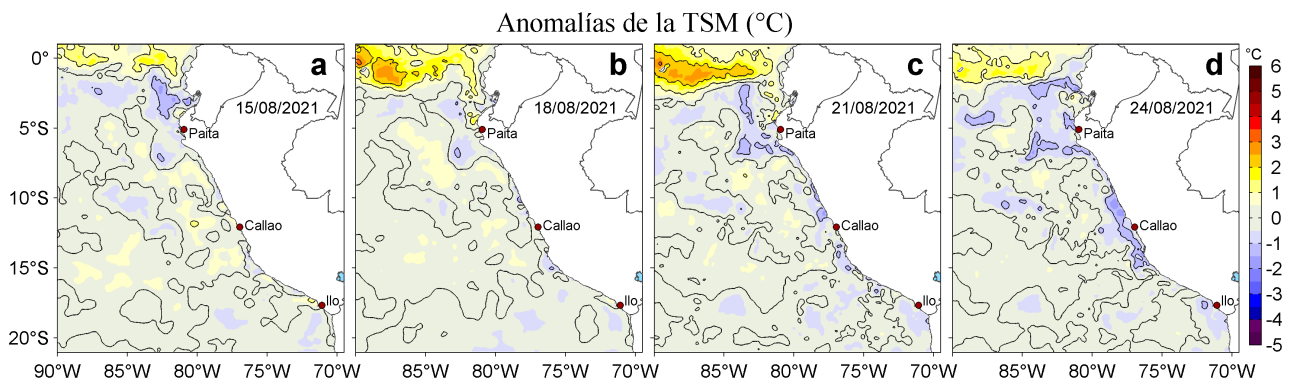 Anomalías de la TSM (°C)
a
15/08/2021
Paita
Callao
Ilo
b
18/08/2021
Paita
Callao
Ilo
c
21/08/2021
Paita
Callao
Ilo
d
24/08/2021
Paita
Callao
Ilo
0°
5°S
10°S
15°S
20°S
90°W 85°W 80°W 75°W 70°W
85°W 80°W 75°W 70°W
85°W 80°W 75°W 70°W
85°W 80°W 75°W 70°W
°C
6
5
4
3
2
1
0
-1
-2
-3
-4
-5